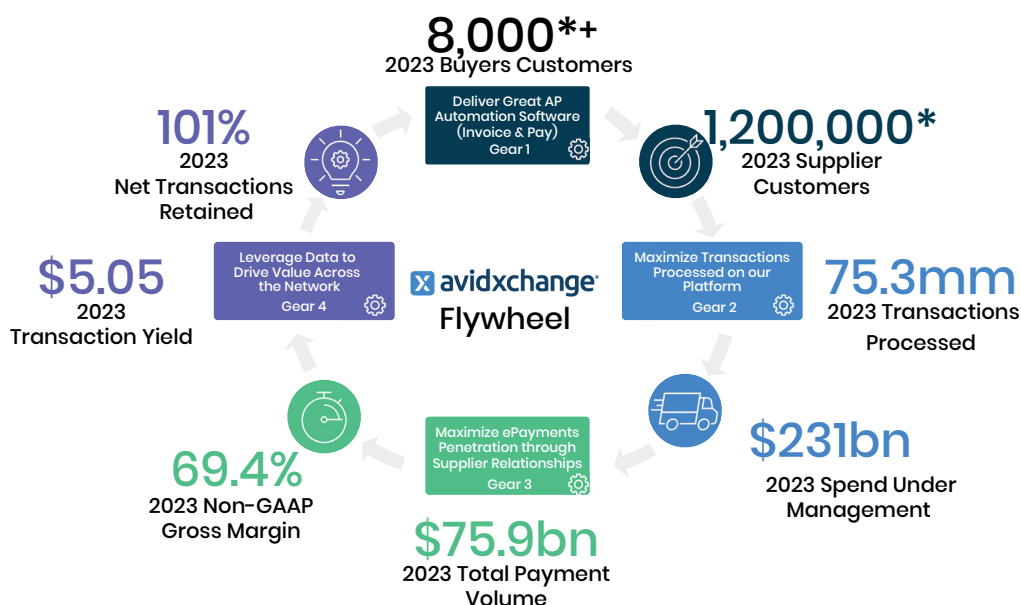 8,000*+
2023 Buyers Customers
Deliver Great AP
Automation Software
(Invoice & Pay)
Gear 1
1,200,000*
2023 Supplier
Customers
Maximize Transactions
Processed on our
Platform
Gear 2
75.3mm
2023 Transactions
Processed
$231bn
2023 Spend Under
Management
Maximize ePayments
Penetration through
Supplier Relationships
Gear 3
$75.9bn
2023 Total Payment
Volume
69.4%
2023 Non-GAAP
Gross Margin
Leverage Data to
Drive Value Across
the Network
Gear 4
$5.05
2023
Transaction Yield
101%
2023
Net Transactions
Retained
x avidxchange
Flywheel